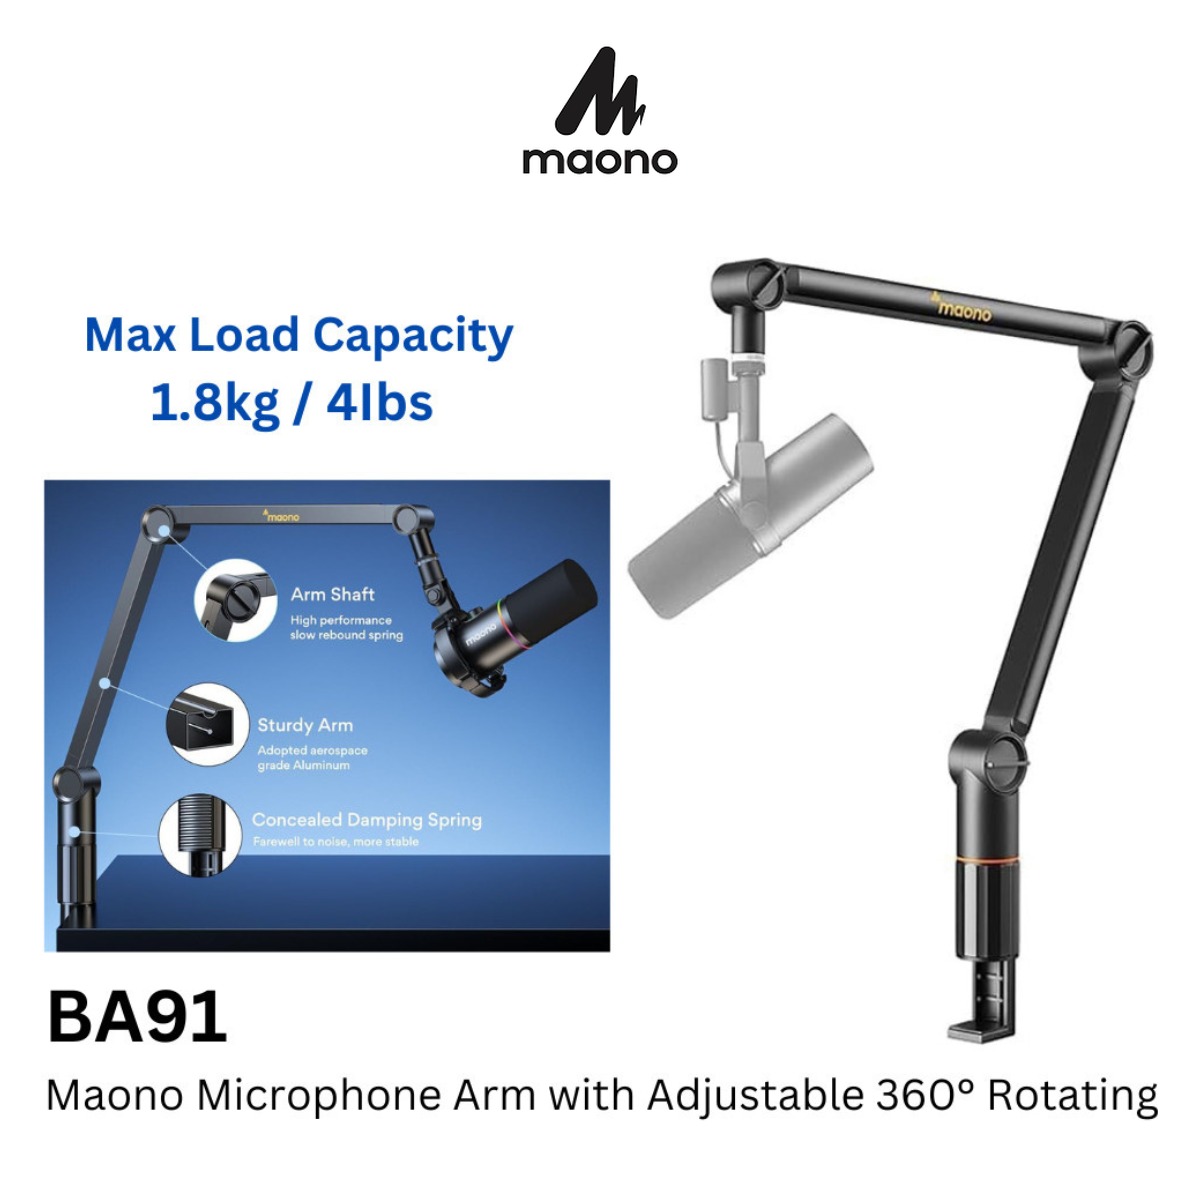 maono
Max Load Capacity
1.8kg / 4lbs
maono
maono
Arm Shaft
High performance
slow rebound spring
maono
Sturdy Arm
Adopted aerospace
grade Aluminum
Concealed Damping Spring
Farewell to noise, more stable
BA91
Maono Microphone Arm with Adjustable 360° Rotating